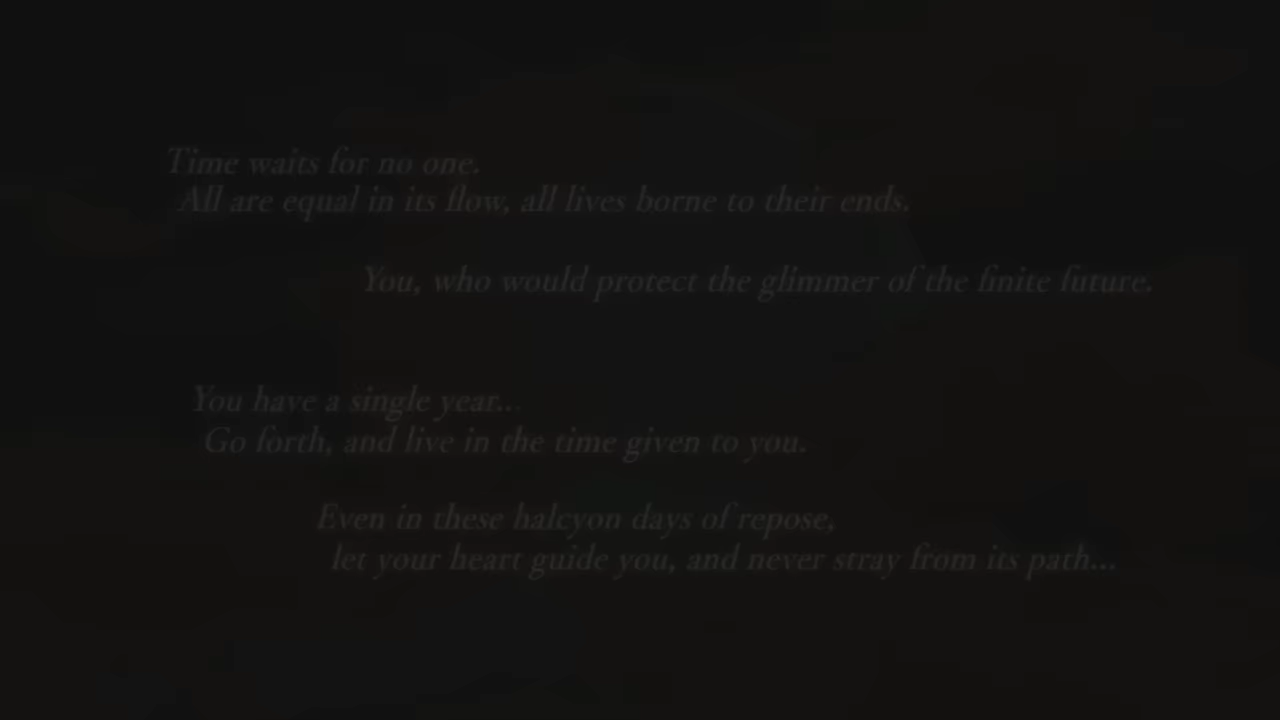 Time waits for no one.
All are equal in its flow, all lives borne to their ends.
You, who would protect the glimmer of the finite future.
You have a single year...
Go forth, and live in the time given to you.
Even in these halcyon days of repose,
let your heart guide you, and never stray from its path...